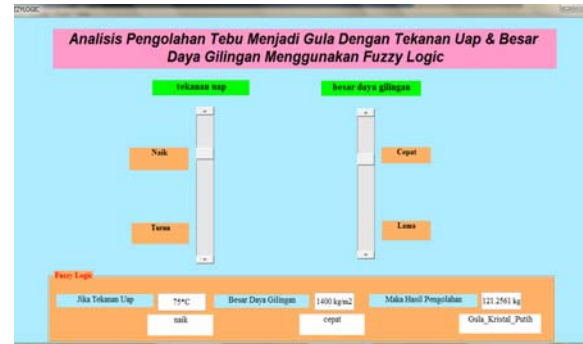 Analisis Pengolahan Tebu Menjadi Gula Dengan Tekanan Uap & Besar
Daya Gilingan Menggunakan Fuzzy Logic
tekanan uap
besar daya gilingan
Naik
Cepat
Turun
Lama
Fuzzy Logic
Jika Tekanan Uap
75°C
Besar Daya Gilingan
1400 kg/m2
Maka Hasil Pengolahan
121.2561 kg
naik
cepat
Gula_Kristal_Putih